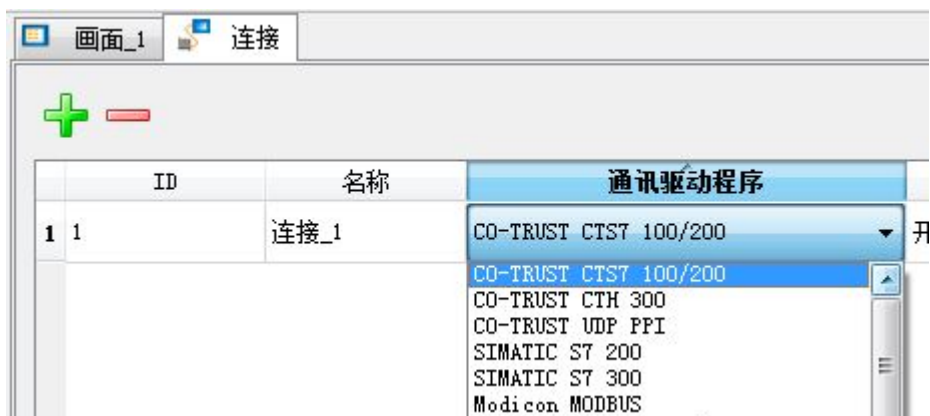 画面_1 连接
ID 名称 通讯驱动程序
1 1 连接_1 CO-TRUST CTS7 100/200 开
CO-TRUST CTS7 100/200
CO-TRUST CTH 300
CO-TRUST UDP PPI
SIMATIC S7 200
SIMATIC S7 300
Modicon MODBUS